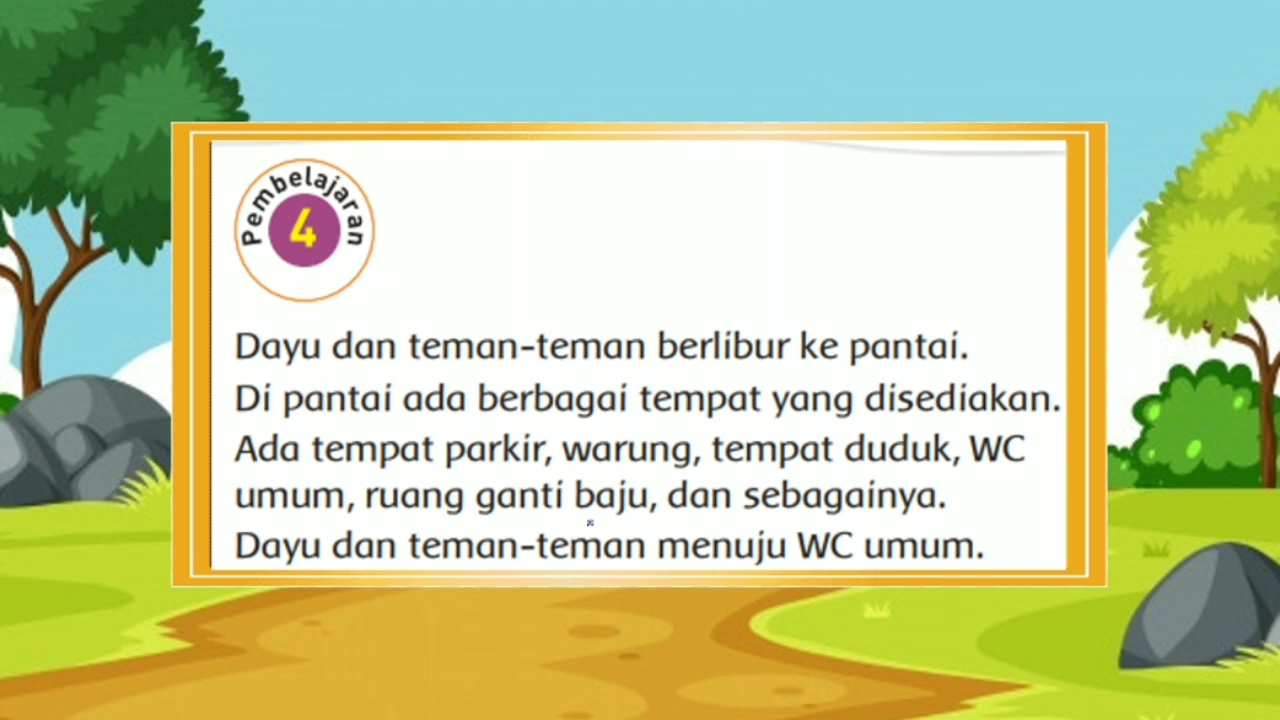 Pembelajaran
4
Dayu dan teman-teman berlibur ke pantai.
Di pantai ada berbagai tempat yang disediakan.
Ada tempat parkir, warung, tempat duduk, WC
umum, ruang ganti baju, dan sebagainya.
Dayu dan teman-teman menuju WC umum.